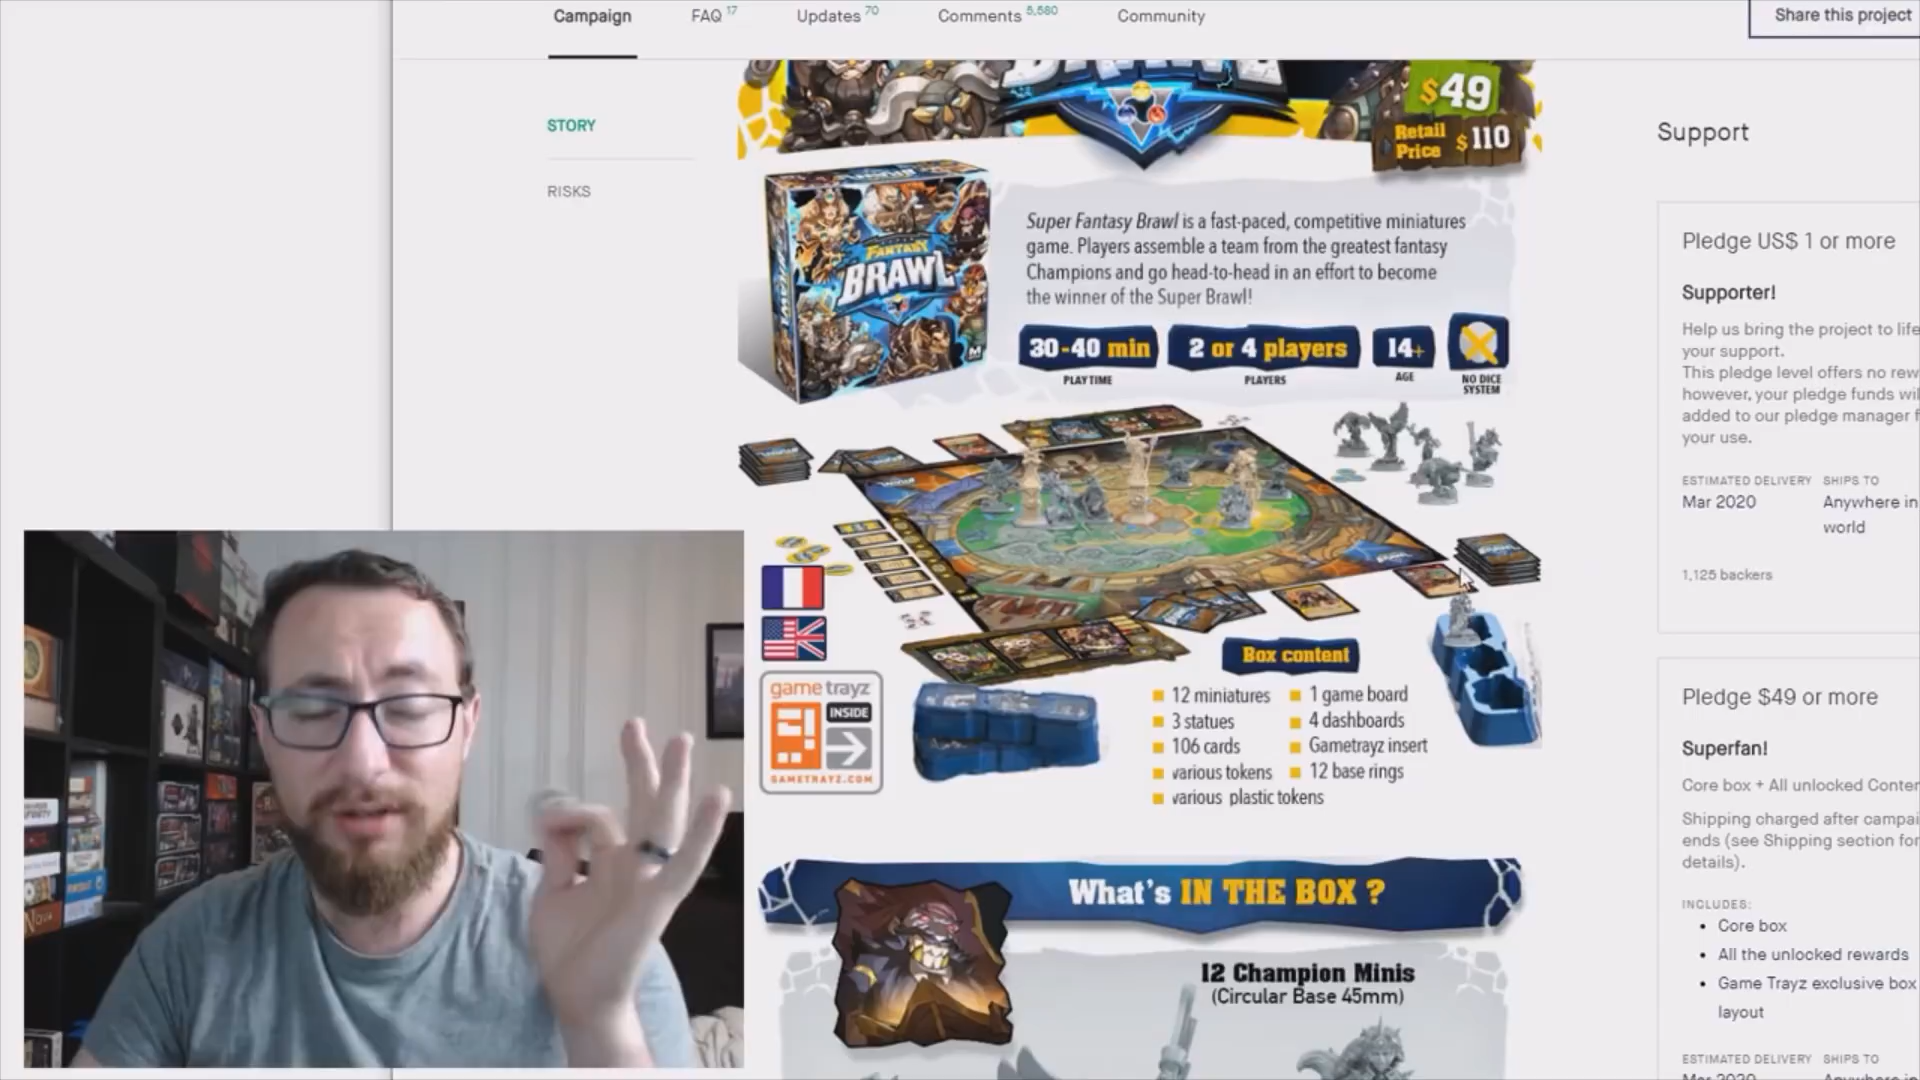 Campaign
FAQ 17
Updates 70
Comments 5,580
Community
Share this project
STORY
RISKS
$49
Retail Price $110
Support
FANTASY
BRAWL
Super Fantasy Brawl is a fast-paced, competitive miniatures
game. Players assemble a team from the greatest fantasy
Champions and go head-to-head in an effort to become
the winner of the Super Brawl!
30-40 min
PLAYTIME
2 or 4 players
PLAYERS
14+
AGE
NO DICE
SYSTEM
Pledge US$ 1 or more
Supporter!
Help us bring the project to life
your support.
This pledge level offers no rew
however, your pledge funds wil
added to our pledge manager f
your use.
ESTIMATED DELIVERY
SHIPS TO
Mar 2020
Anywhere in
world
1,125 backers
game trayz
INSIDE
GAMETRAYZ.COM
Box content
12 miniatures
3 statues
106 cards
various tokens
various plastic tokens
1 game board
4 dashboards
Gametrayz insert
12 base rings
Pledge $49 or more
Superfan!
Core box + All unlocked Conten
Shipping charged after campai
ends (see Shipping section for
details).
INCLUDES:
Core box
All the unlocked rewards
Game Trayz exclusive box
layout
ESTIMATED DELIVERY
SHIPS TO
What's IN THE BOX ?
12 Champion Minis
(Circular Base 45mm)